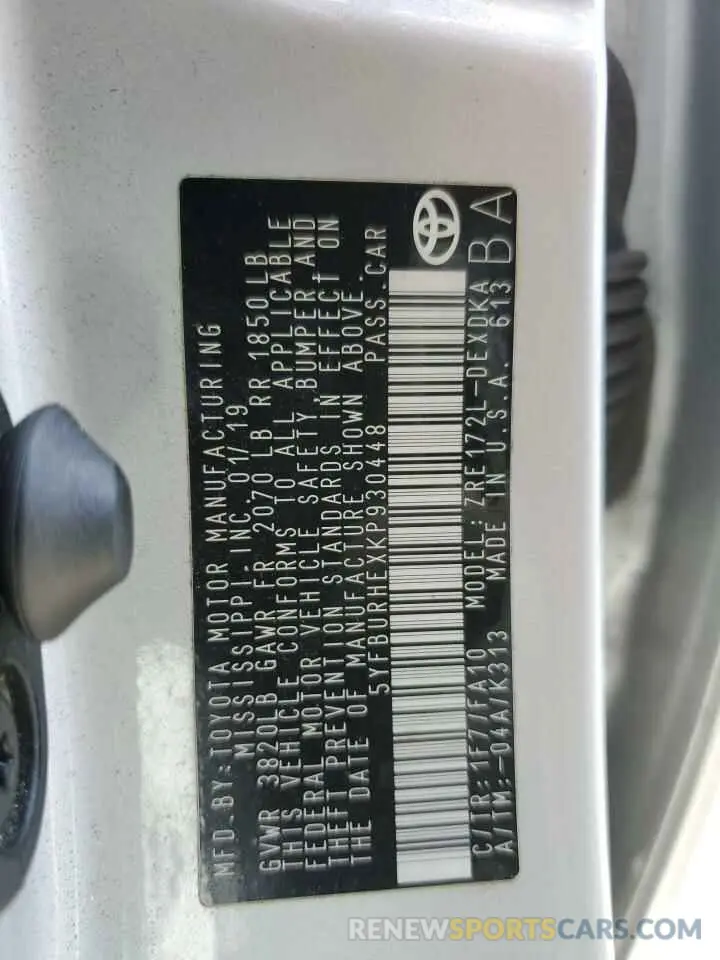 MFD.BY:TOYOTA MOTOR MANUFACTURING
MISSISSIPPI,INC. 01/19
GVWR 3820LB GAWR FR 2070 LB RR 1850 LB
THIS VEHICLE CONFORMS TO ALL APPLICABLE
FEDERAL MOTOR VEHICLE SAFETY,BUMPER AND
THEFT PREVENTION STANDARDS IN EFFECT ON
THE DATE OF MANUFACTURE SHOWN ABOVE.
5YFBURHEXKP930448 PASS.CAR
C/TR: 1F7/FA10 MODEL: ZRE172L-DEXDKA
A/TM:-04A/K313 MADE IN U.S.A. 613 BA
RENEWSPORTSCARS.COM